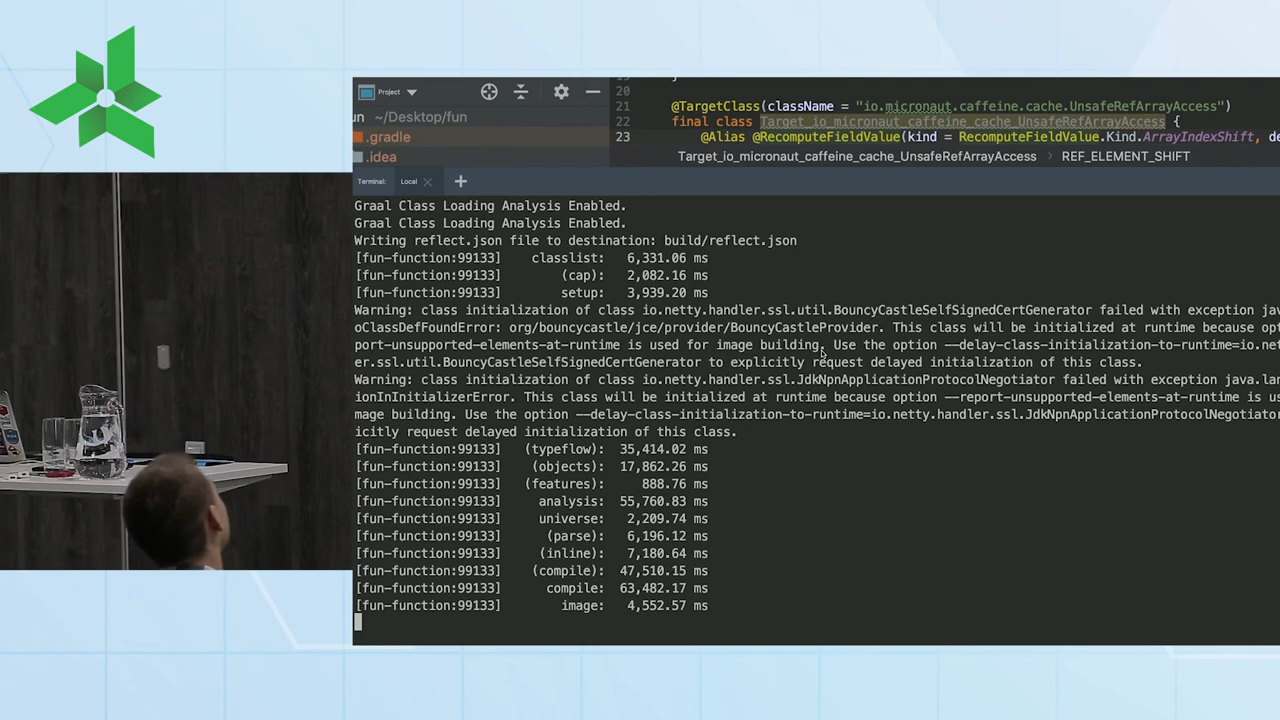 Project
20
21 @TargetClass(className = "io.micronaut.caffeine.cache.UnsafeRefArrayAccess")
un ~/Desktop/fun
22 final class Target_io_micronaut_caffeine_cache_UnsafeRefArrayAccess {
.gradle
23 @Alias @RecomputeFieldValue(kind = RecomputeFieldValue.Kind.ArrayIndexShift, de
.idea
Target_io_micronaut_caffeine_cache_UnsafeRefArrayAccess > REF_ELEMENT_SHIFT
Terminal: Local × +
Graal Class Loading Analysis Enabled.
Graal Class Loading Analysis Enabled.
Writing reflect.json file to destination: build/reflect.json
[fun-function:99133] classlist: 6,331.06 ms
[fun-function:99133] (cap): 2,082.16 ms
[fun-function:99133] setup: 3,939.20 ms
Warning: class initialization of class io.netty.handler.ssl.util.BouncyCastleSelfSignedCertGenerator failed with exception jav
oClassDefFoundError: org/bouncycastle/jce/provider/BouncyCastleProvider. This class will be initialized at runtime because opt
port-unsupported-elements-at-runtime is used for image building. Use the option --delay-class-initialization-to-runtime=io.net
er.ssl.util.BouncyCastleSelfSignedCertGenerator to explicitly request delayed initialization of this class.
Warning: class initialization of class io.netty.handler.ssl.JdkNpnApplicationProtocolNegotiator failed with exception java.lan
ionInInitializerError. This class will be initialized at runtime because option --report-unsupported-elements-at-runtime is us
mage building. Use the option --delay-class-initialization-to-runtime=io.netty.handler.ssl.JdkNpnApplicationProtocolNegotiator
icitly request delayed initialization of this class.
[fun-function:99133] (typeflow): 35,414.02 ms
[fun-function:99133] (objects): 17,862.26 ms
[fun-function:99133] (features): 888.76 ms
[fun-function:99133] analysis: 55,760.83 ms
[fun-function:99133] universe: 2,209.74 ms
[fun-function:99133] (parse): 6,196.12 ms
[fun-function:99133] (inline): 7,180.64 ms
[fun-function:99133] (compile): 47,510.15 ms
[fun-function:99133] compile: 63,482.17 ms
[fun-function:99133] image: 4,552.57 ms